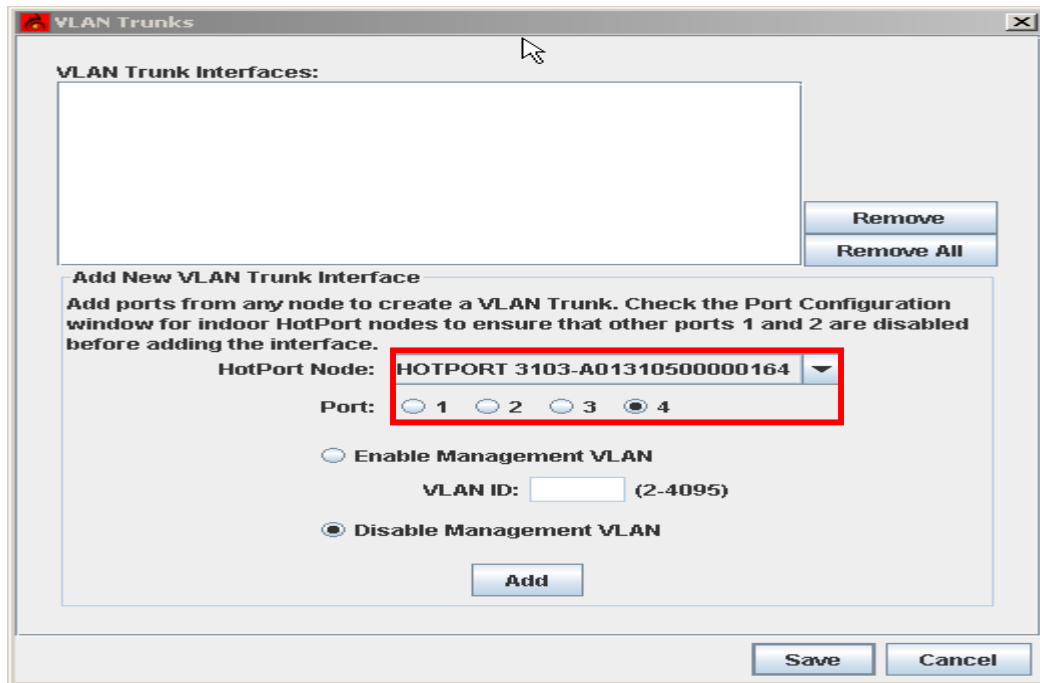 VLAN Trunks
VLAN Trunk Interfaces:
Remove
Remove All
Add New VLAN Trunk Interface
Add ports from any node to create a VLAN Trunk. Check the Port Configuration
window for indoor HotPort nodes to ensure that other ports 1 and 2 are disabled
before adding the interface.
HotPort Node: HOTPORT 3103-A01310500000164
Port: 1 2 3 4
Enable Management VLAN
VLAN ID: (2-4095)
Disable Management VLAN
Add
Save Cancel